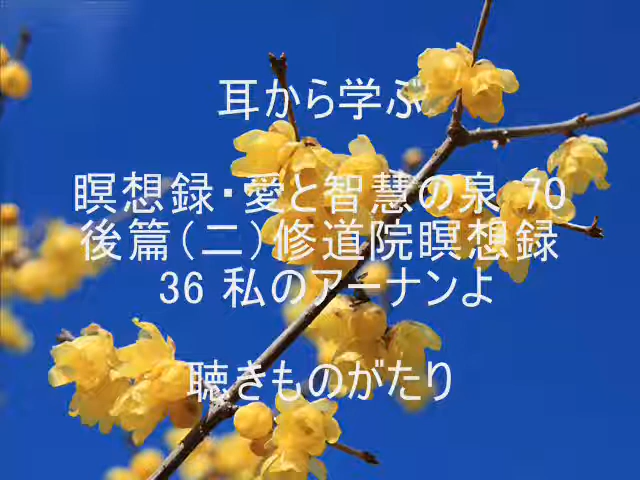 耳から学ぶ
瞑想録・愛と智慧の泉 70
後篇（二）修道院瞑想録
36 私のアーナンよ
聴きものがたり